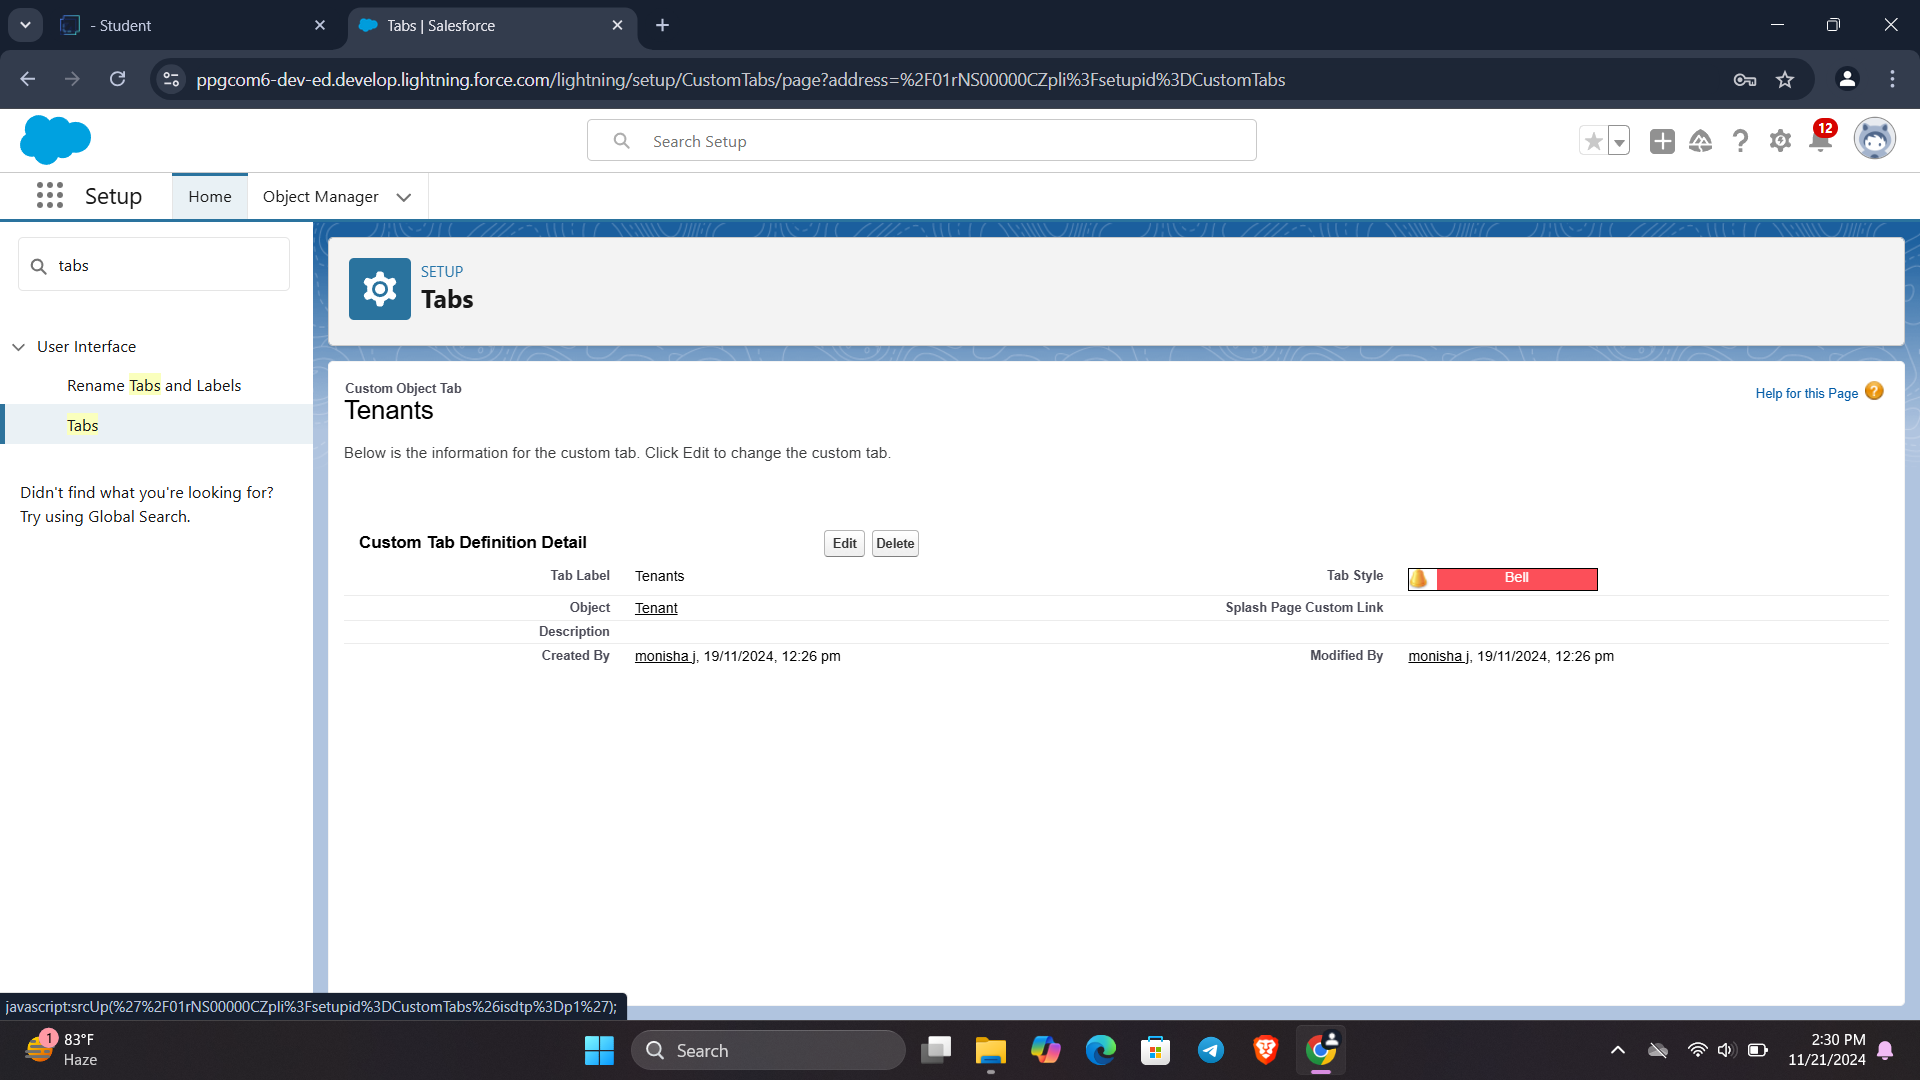 - Student
Tabs | Salesforce
ppgcom6-dev-ed.develop.lightning.force.com/lightning/setup/CustomTabs/page?address=%2F01rNS00000CZpli%3Fsetupid%3DCustomTabs
Search Setup
12
Setup
Home
Object Manager
tabs
User Interface
Rename Tabs and Labels
Tabs
Didn't find what you're looking for?
Try using Global Search.
SETUP
Tabs
Custom Object Tab
Tenants
Help for this Page
Below is the information for the custom tab. Click Edit to change the custom tab.
Custom Tab Definition Detail
Edit
Delete
Tab Label Tenants
Tab Style Bell
Object Tenant
Splash Page Custom Link
Description
Created By monisha j, 19/11/2024, 12:26 pm
Modified By monisha j, 19/11/2024, 12:26 pm
javascript:srcUp(%27%2F01rNS00000CZpli%3Fsetupid%3DCustomTabs%26isdtp%3Dp1%27);
1
83°F
Haze
Search
2:30 PM
11/21/2024